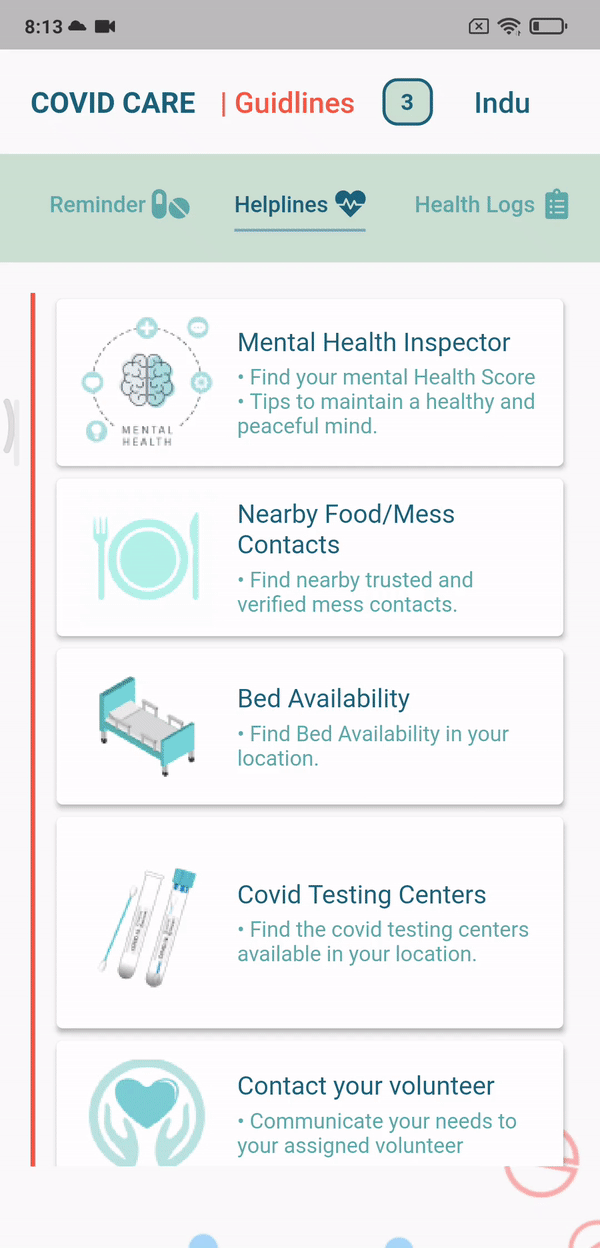 8:13
COVID CARE | Guidlines 3 Indu
Reminder Helplines Health Logs
MENTAL
HEALTH
Mental Health Inspector
• Find your mental Health Score
• Tips to maintain a healthy and
peaceful mind.
Nearby Food/Mess
Contacts
• Find nearby trusted and
verified mess contacts.
Bed Availability
• Find Bed Availability in your
location.
Covid Testing Centers
• Find the covid testing centers
available in your location.
Contact your volunteer
• Communicate your needs to
your assigned volunteer